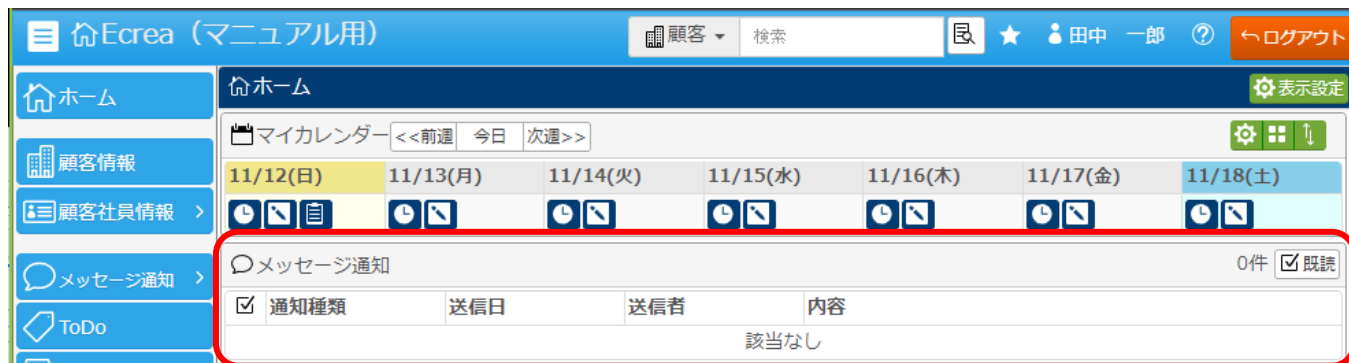 Ecrea（マニュアル用） 顧客 検索 田中 一郎 ログアウト
ホーム
顧客情報
顧客社員情報
メッセージ通知
ToDo
ホーム 表示設定
マイカレンダー <<前週 今日 次週>>
11/12(日) 11/13(月) 11/14(火) 11/15(水) 11/16(木) 11/17(金) 11/18(土)
メッセージ通知 0件 既読
通知種類 送信日 送信者 内容
該当なし